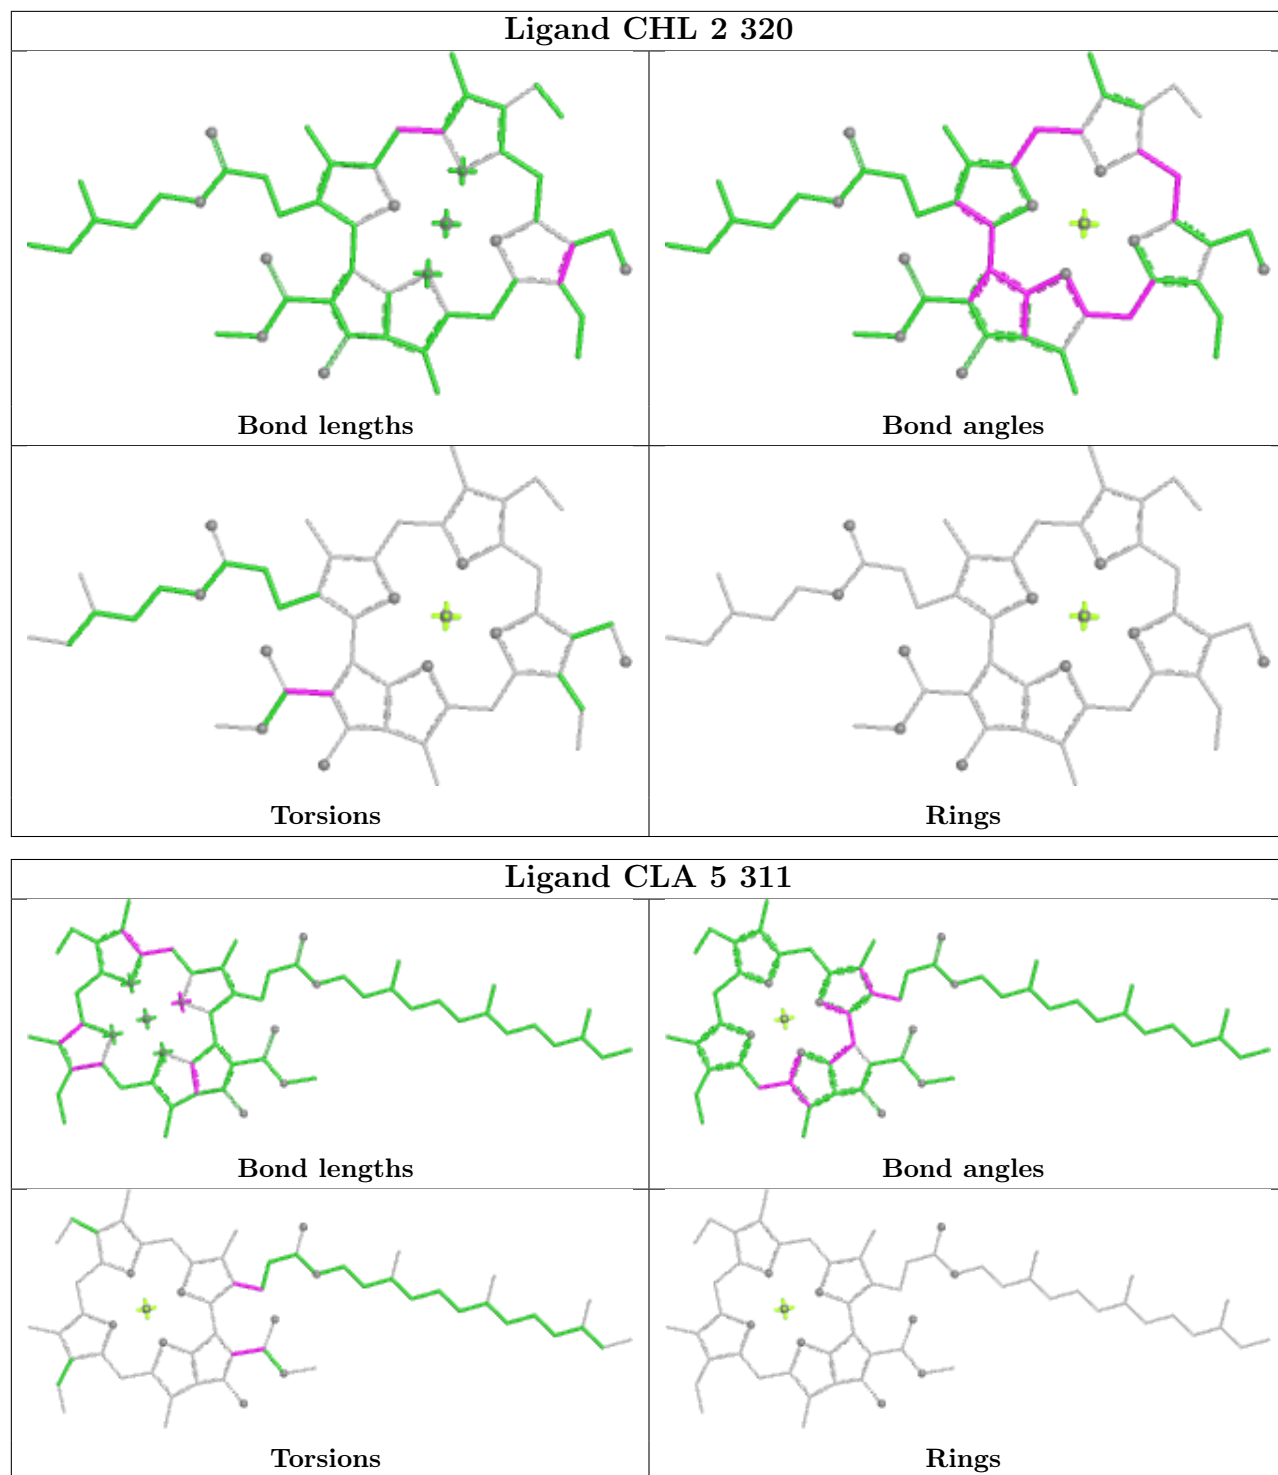 Ligand CHL 2 320
Bond lengths
Bond angles
Torsions
Rings
Ligand CLA 5 311
Bond lengths
Bond angles
Torsions
Rings